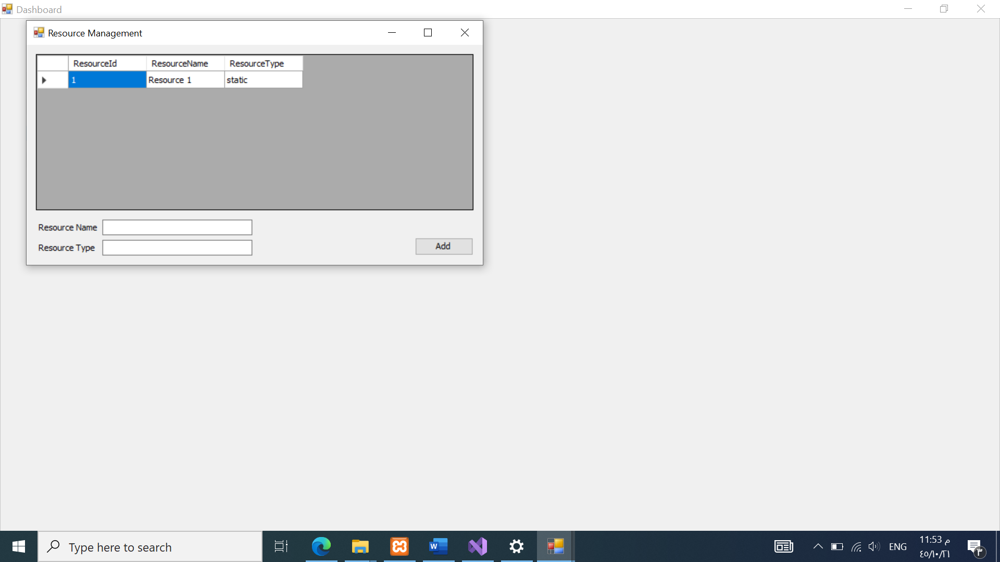 Dashboard
Resource Management
ResourceId ResourceName ResourceType
1 Resource 1 static
Resource Name
Resource Type
Add
Type here to search
ENG
11:53 م
٤٥/١٠/٢١
٣